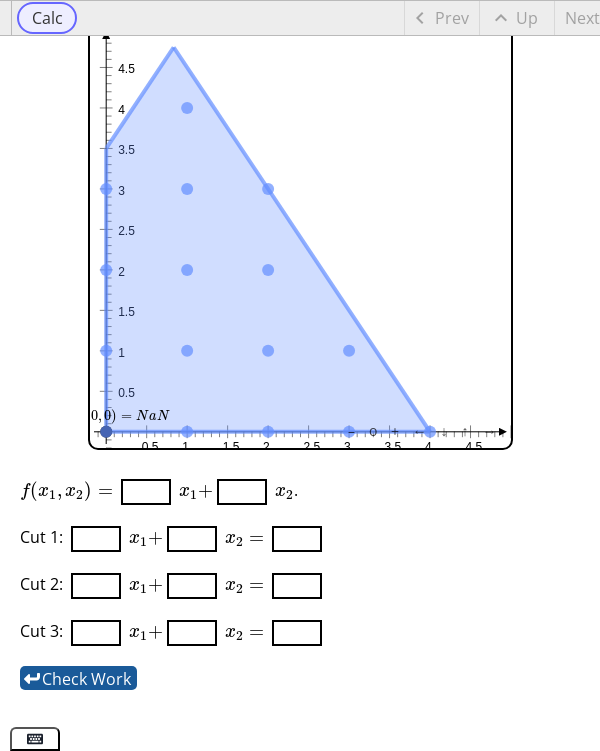 Calc < Prev ^ Up Next
4.5
4
3.5
3
2.5
2
1.5
1
0.5
0, 0) = NaN
0.5 1 1.5 2 2.5 3 3.5 4 4.5
− o + ← ↓ ↑ →
f(x₁, x₂) = x₁+ x₂.
Cut 1: x₁+ x₂ =
Cut 2: x₁+ x₂ =
Cut 3: x₁+ x₂ =
Check Work